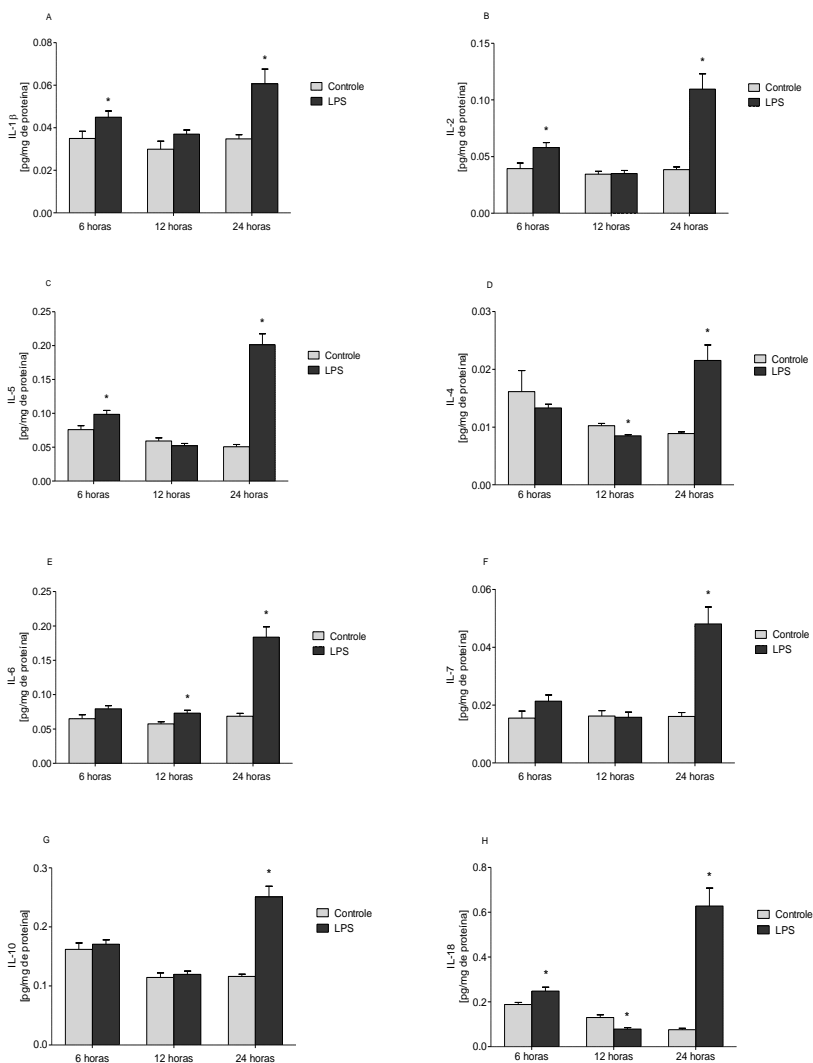 A
IL-1β
[pg/mg de proteína]
0.08
0.06
0.04
0.02
0.00
*
*
6 horas 12 horas 24 horas
Controle
LPS
B
IL-2
[pg/mg de proteína]
0.15
0.10
0.05
0.00
*
*
6 horas 12 horas 24 horas
Controle
LPS
C
IL-5
[pg/mg de proteína]
0.25
0.20
0.15
0.10
0.05
0.00
*
*
6 horas 12 horas 24 horas
Controle
LPS
D
IL-4
[pg/mg de proteína]
0.03
0.02
0.01
0.00
*
*
6 horas 12 horas 24 horas
Controle
LPS
E
IL-6
[pg/mg de proteína]
0.25
0.20
0.15
0.10
0.05
0.00
*
*
6 horas 12 horas 24 horas
Controle
LPS
F
IL-7
[pg/mg de proteína]
0.06
0.04
0.02
0.00
*
6 horas 12 horas 24 horas
Controle
LPS
G
IL-10
[pg/mg de proteína]
0.3
0.2
0.1
0.0
*
6 horas 12 horas 24 horas
Controle
LPS
H
IL-18
[pg/mg de proteína]
0.8
0.6
0.4
0.2
0.0
*
*
*
6 horas 12 horas 24 horas
Controle
LPS